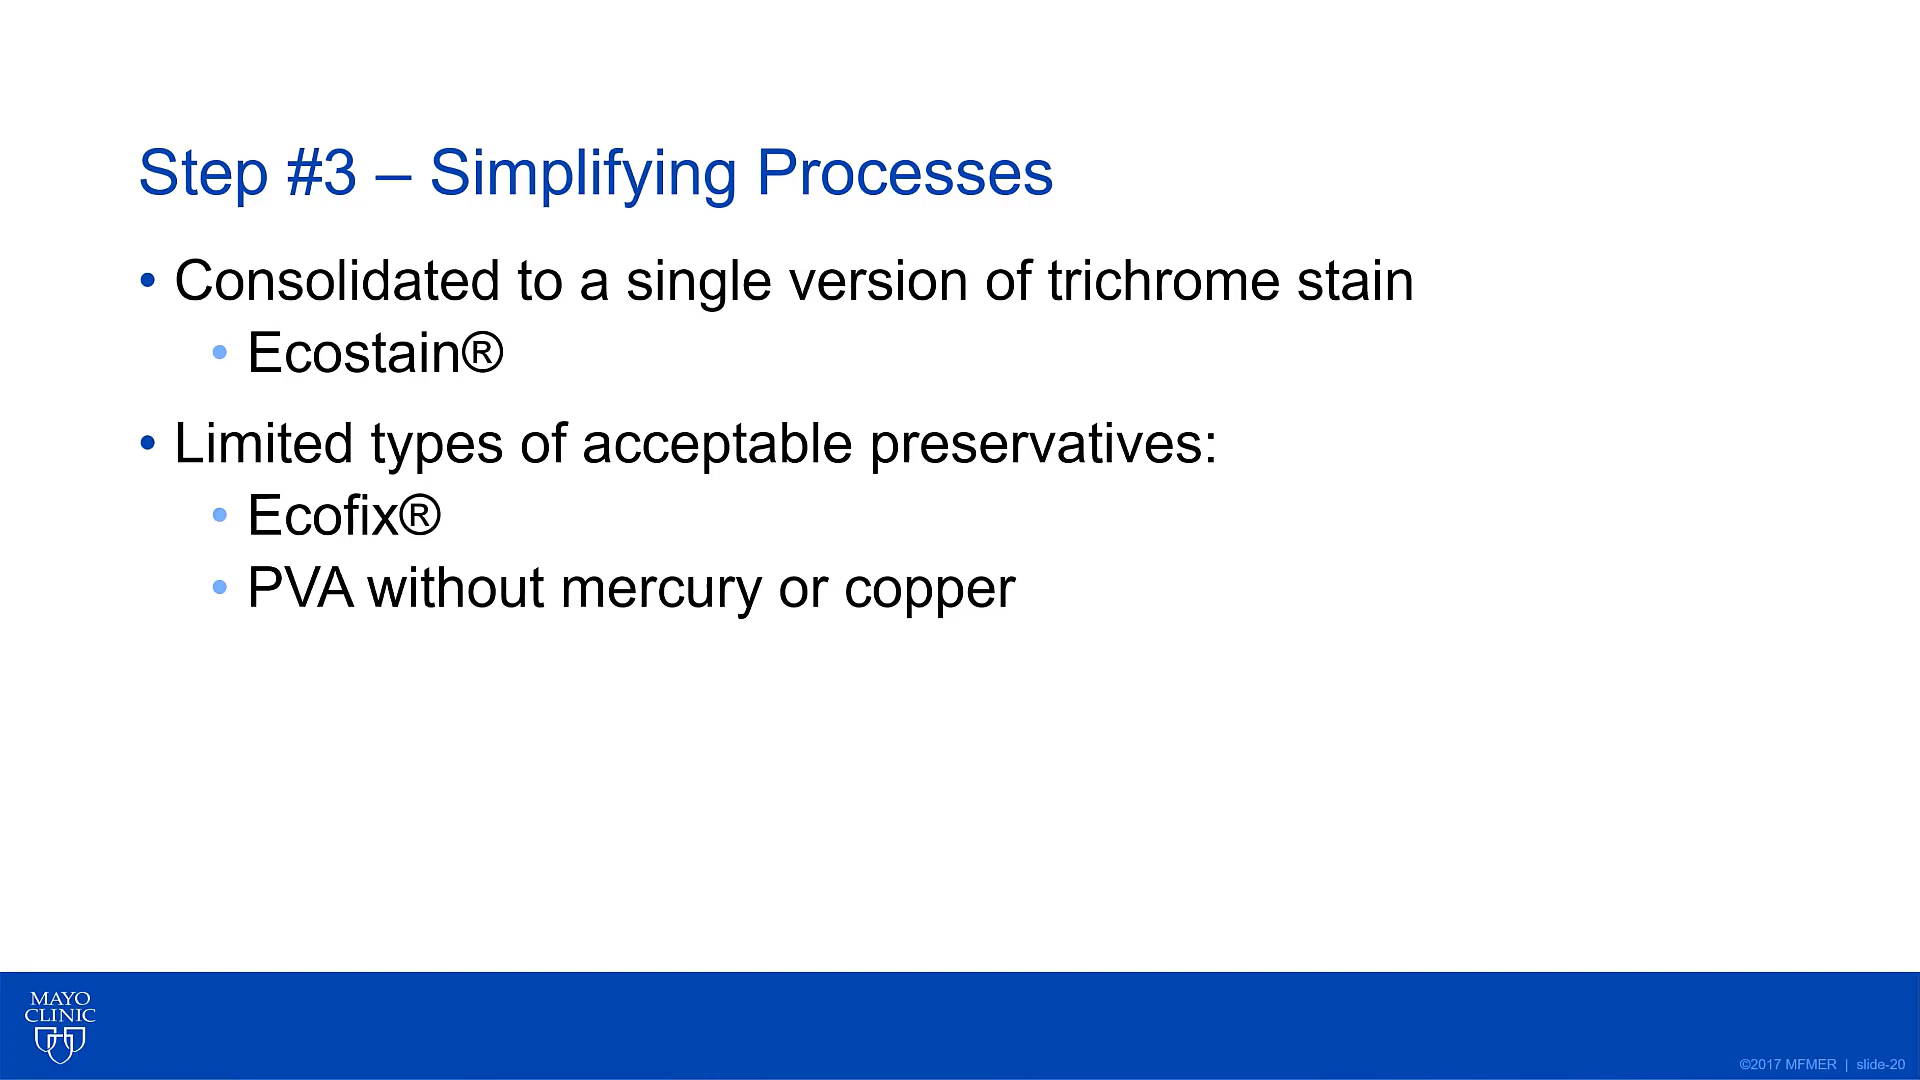 Step #3 – Simplifying Processes
• Consolidated to a single version of trichrome stain
• Ecostain®
• Limited types of acceptable preservatives:
• Ecofix®
• PVA without mercury or copper
MAYO
CLINIC
©2017 MFMER | slide-20